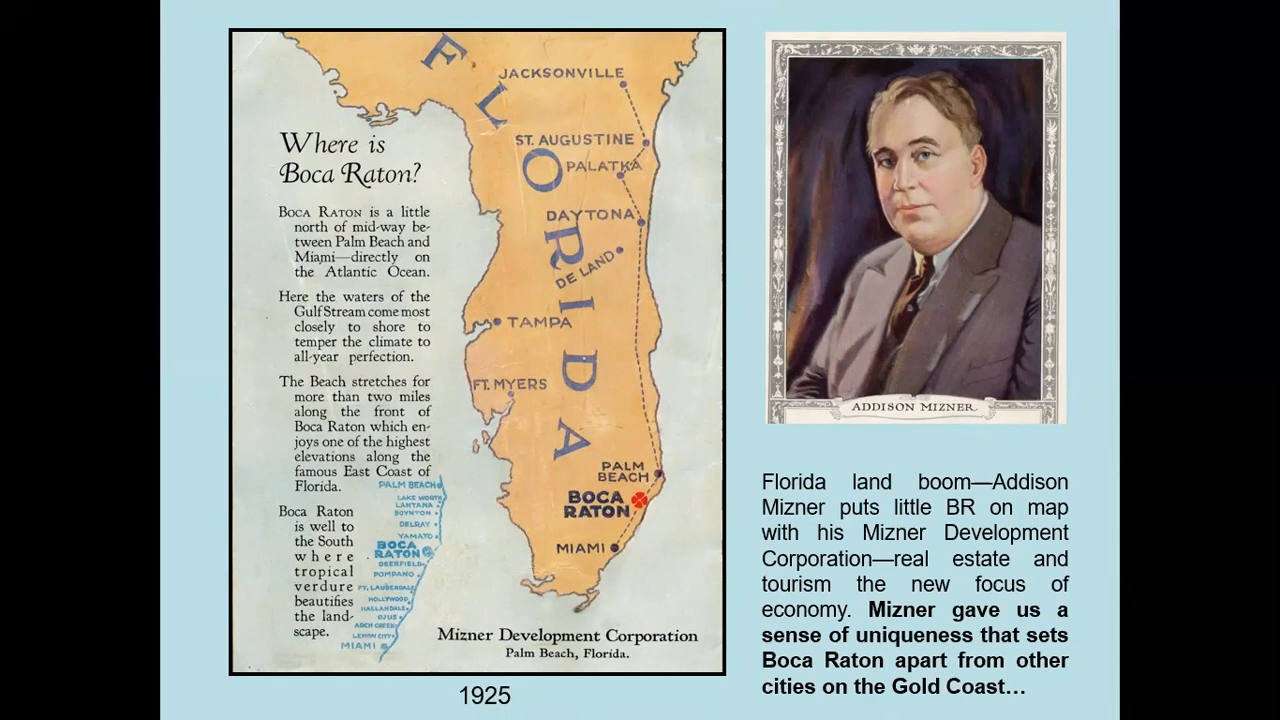 FLORIDA
JACKSONVILLE
ST. AUGUSTINE
PALATKA
DAYTONA
DE LAND
TAMPA
FT. MYERS
PALM
BEACH
BOCA
RATON
MIAMI
Where is
Boca Raton?
BOCA RATON is a little
north of mid-way be-
tween Palm Beach and
Miami—directly on
the Atlantic Ocean.
Here the waters of the
Gulf Stream come most
closely to shore to
temper the climate to
all-year perfection.
The Beach stretches for
more than two miles
along the front of
Boca Raton which en-
joys one of the highest
elevations along the
famous East Coast of
Florida.
Boca Raton
is well to
the South
where
tropical
verdure
beautifies
the land-
scape.
PALM BEACH
LAKE WORTH
LANTANA
BOYNTON
DELRAY
YAMATO
BOCA
RATON
DEERFIELD
POMPANO
FT. LAUDERDALE
HOLLYWOOD
HALLANDALE
OJUS
ARCH CREEK
LEMON CITY
MIAMI
Mizner Development Corporation
Palm Beach, Florida.
1925
ADDISON MIZNER
Florida land boom—Addison
Mizner puts little BR on map
with his Mizner Development
Corporation—real estate and
tourism the new focus of
economy. Mizner gave us a
sense of uniqueness that sets
Boca Raton apart from other
cities on the Gold Coast…